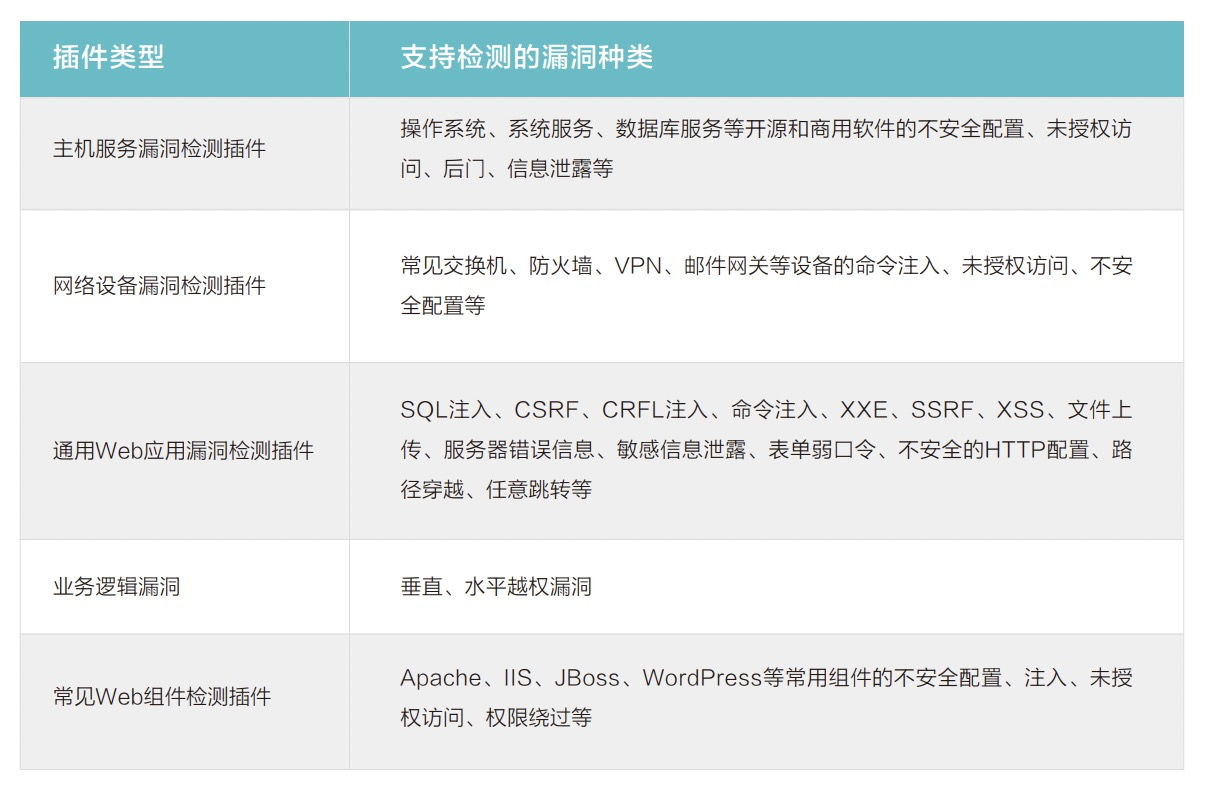 插件类型
支持检测的漏洞种类
主机服务漏洞检测插件
操作系统、系统服务、数据库服务等开源和商用软件的不安全配置、未授权访
问、后门、信息泄露等
网络设备漏洞检测插件
常见交换机、防火墙、VPN、邮件网关等设备的命令注入、未授权访问、不安
全配置等
通用Web应用漏洞检测插件
SQL注入、CSRF、CRFL注入、命令注入、XXE、SSRF、XSS、文件上
传、服务器错误信息、敏感信息泄露、表单弱口令、不安全的HTTP配置、路
径穿越、任意跳转等
业务逻辑漏洞
垂直、水平越权漏洞
常见Web组件检测插件
Apache、IIS、JBoss、WordPress等常用组件的不安全配置、注入、未授
权访问、权限绕过等